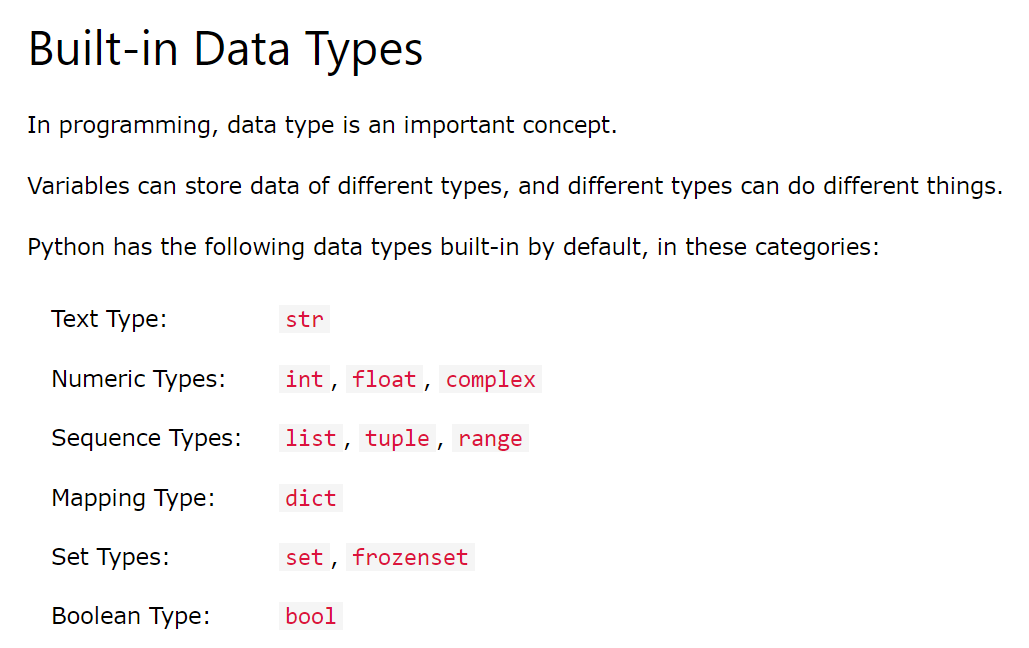 Built-in Data Types
In programming, data type is an important concept.
Variables can store data of different types, and different types can do different things.
Python has the following data types built-in by default, in these categories:
Text Type: str
Numeric Types: int, float, complex
Sequence Types: list, tuple, range
Mapping Type: dict
Set Types: set, frozenset
Boolean Type: bool